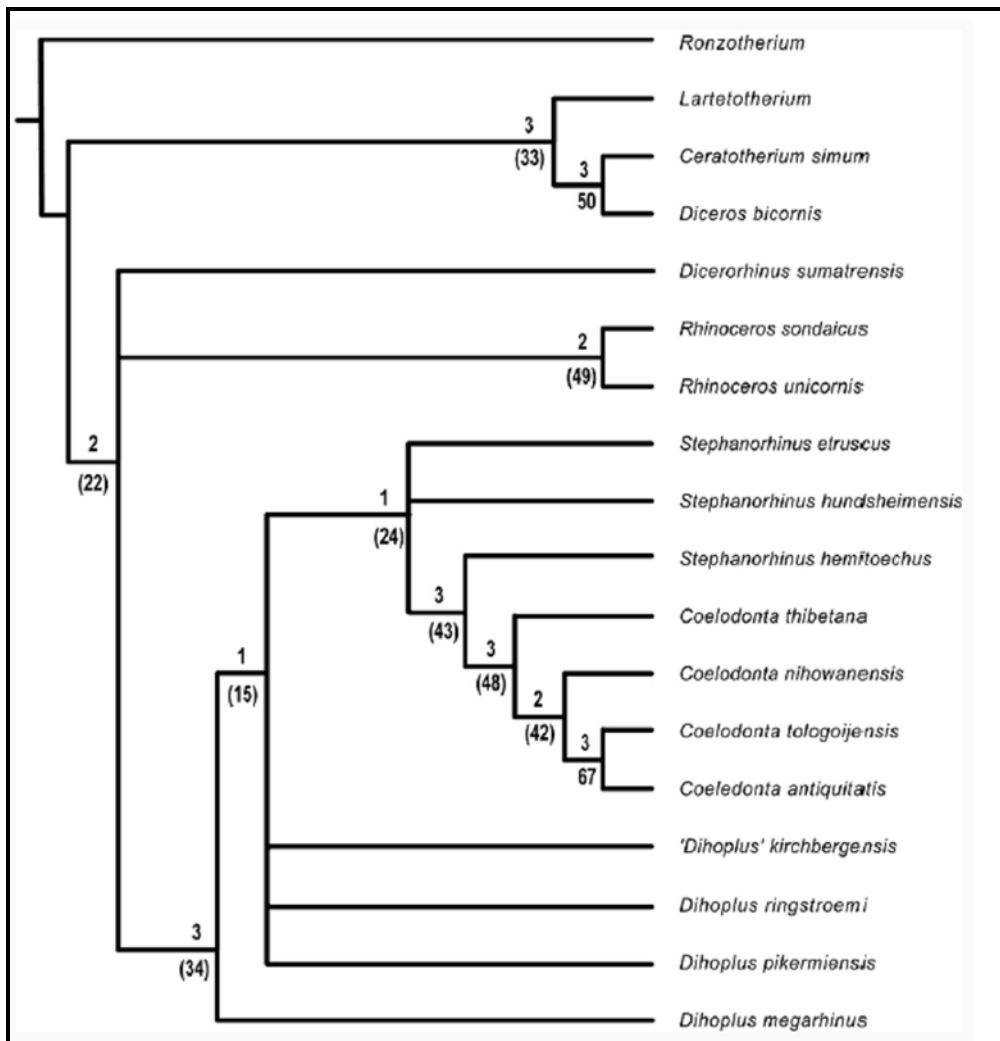 Ronzotherium
Lartetotherium
3
(33)
Ceratotherium simum
3
50
Diceros bicornis
Dicerorhinus sumatrensis
Rhinoceros sondaicus
2
(49)
Rhinoceros unicornis
2
(22)
Stephanorhinus etruscus
1
(24)
Stephanorhinus hundsheimensis
Stephanorhinus hemitoechus
3
(43)
Coelodonta thibetana
3
(48)
1
(15)
Coelodonta nihowanensis
2
(42)
Coelodonta tologoijensis
3
67
Coeledonta antiquitatis
'Dihoplus' kirchbergensis
Dihoplus ringstroemi
3
(34)
Dihoplus pikermiensis
Dihoplus megarhinus